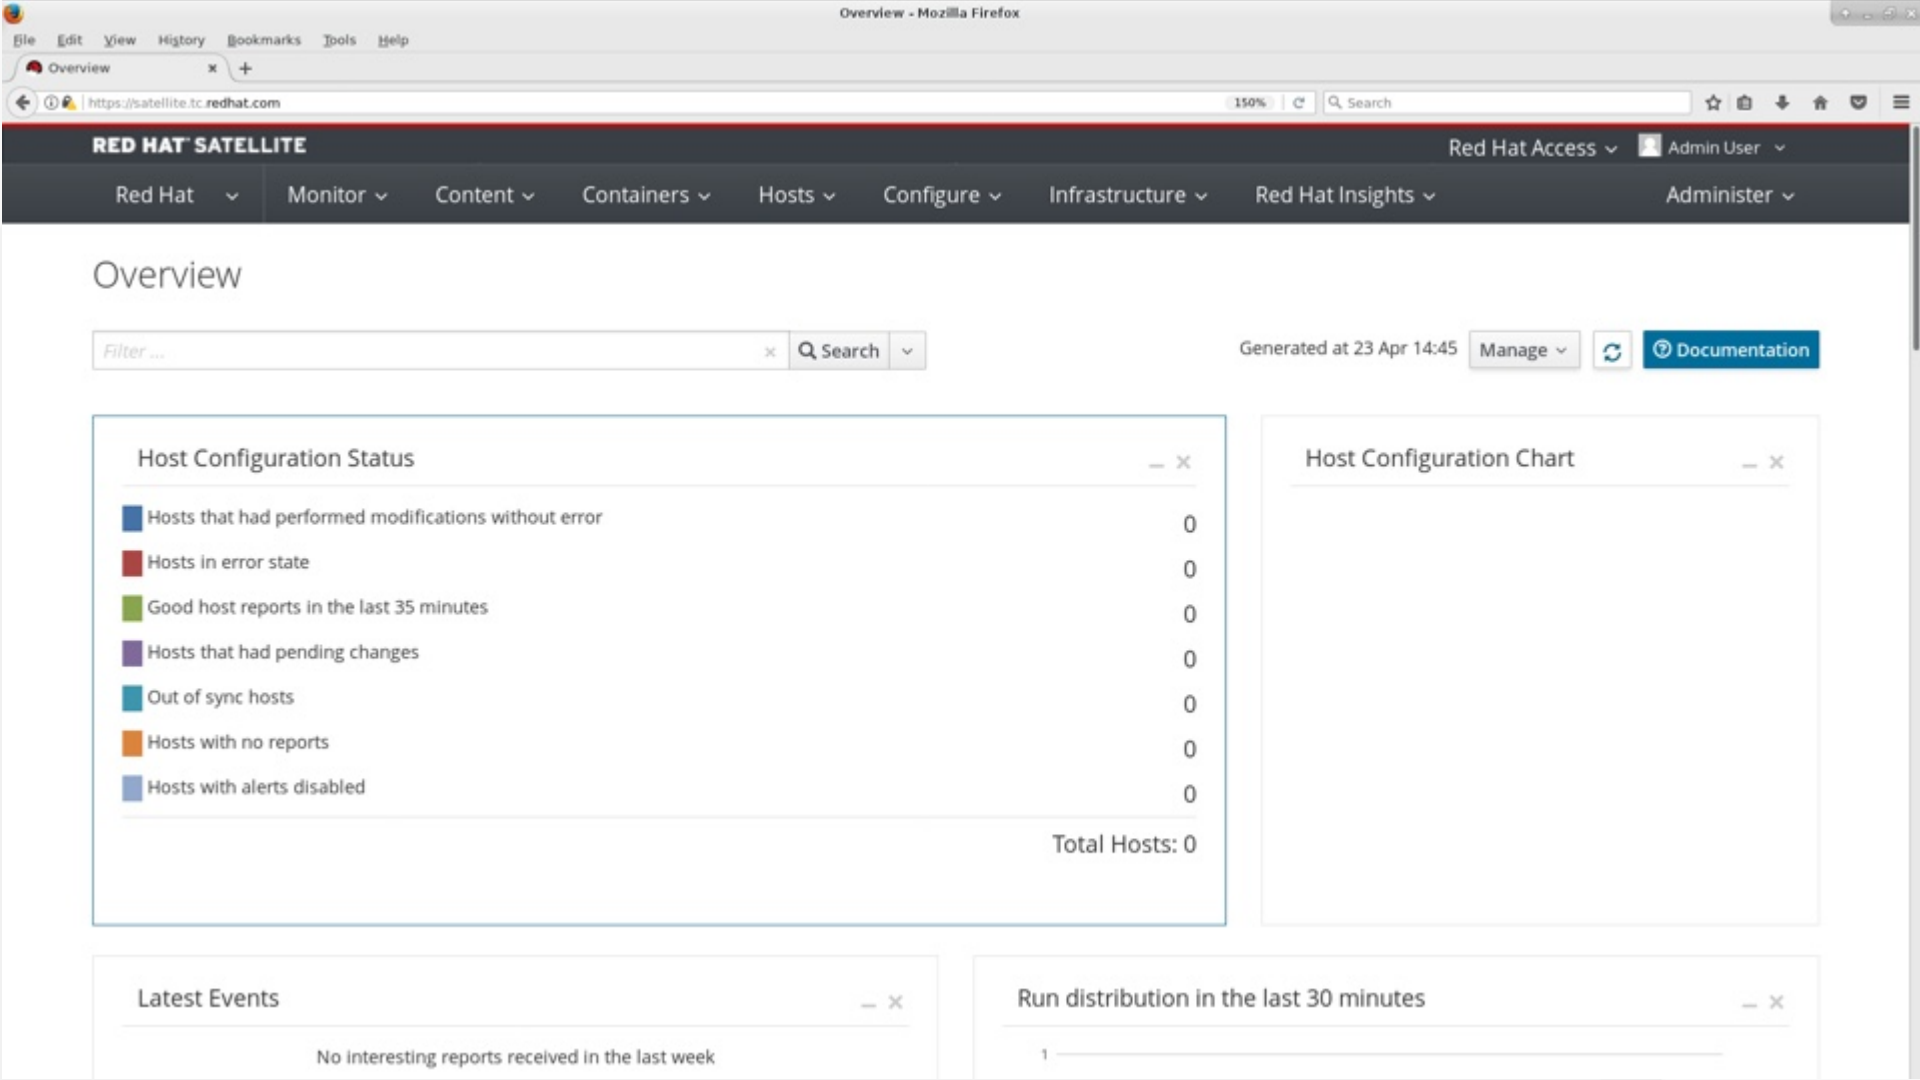 Overview - Mozilla Firefox
File Edit View History Bookmarks Tools Help
Overview
https://satellite.tc.redhat.com 150% Search
RED HAT SATELLITE Red Hat Access Admin User
Red Hat Monitor Content Containers Hosts Configure Infrastructure Red Hat Insights Administer
Overview
Filter ... Search Generated at 23 Apr 14:45 Manage Documentation
Host Configuration Status
Hosts that had performed modifications without error 0
Hosts in error state 0
Good host reports in the last 35 minutes 0
Hosts that had pending changes 0
Out of sync hosts 0
Hosts with no reports 0
Hosts with alerts disabled 0
Total Hosts: 0
Host Configuration Chart
Latest Events
No interesting reports received in the last week
Run distribution in the last 30 minutes
1